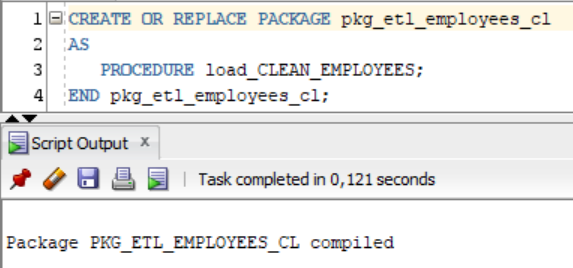 1 CREATE OR REPLACE PACKAGE pkg_etl_employees_cl
2 AS
3 PROCEDURE load_CLEAN_EMPLOYEES;
4 END pkg_etl_employees_cl;
Script Output x
Task completed in 0,121 seconds
Package PKG_ETL_EMPLOYEES_CL compiled